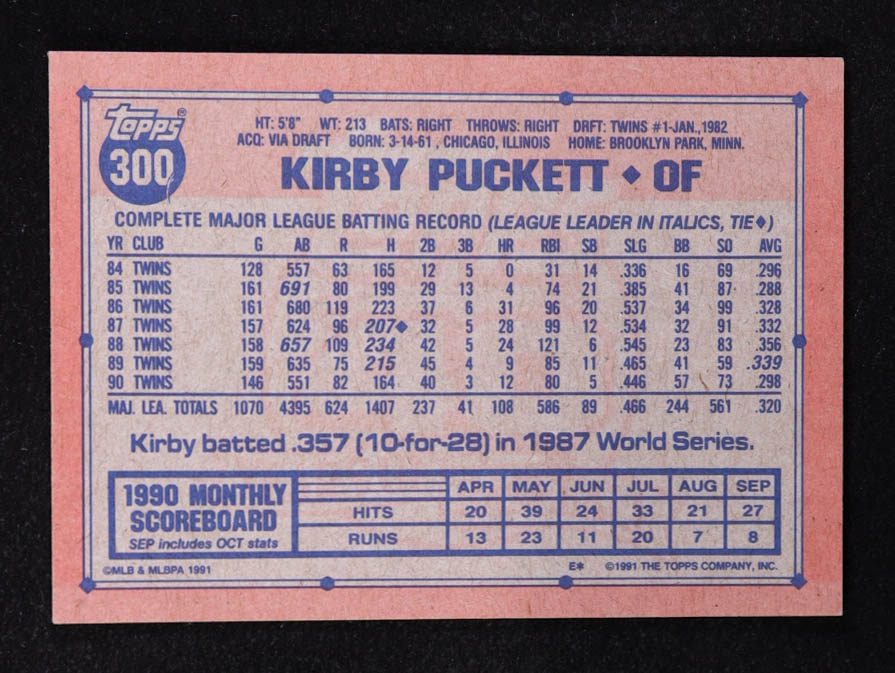 topps®
300
HT: 5'8" WT: 213 BATS: RIGHT THROWS: RIGHT DRFT: TWINS #1-JAN.,1982
ACQ: VIA DRAFT BORN: 3-14-61 , CHICAGO, ILLINOIS HOME: BROOKLYN PARK, MINN.
KIRBY PUCKETT ◆ OF
COMPLETE MAJOR LEAGUE BATTING RECORD (LEAGUE LEADER IN ITALICS, TIE◆)
YR CLUB G AB R H 2B 3B HR RBI SB SLG BB SO AVG
84 TWINS 128 557 63 165 12 5 0 31 14 .336 16 69 .296
85 TWINS 161 691 80 199 29 13 4 74 21 .385 41 87 .288
86 TWINS 161 680 119 223 37 6 31 96 20 .537 34 99 .328
87 TWINS 157 624 96 207◆ 32 5 28 99 12 .534 32 91 .332
88 TWINS 158 657 109 234 42 5 24 121 6 .545 23 83 .356
89 TWINS 159 635 75 215 45 4 9 85 11 .465 41 59 .339
90 TWINS 146 551 82 164 40 3 12 80 5 .446 57 73 .298
MAJ. LEA. TOTALS 1070 4395 624 1407 237 41 108 586 89 .466 244 561 .320
Kirby batted .357 (10-for-28) in 1987 World Series.
1990 MONTHLY
SCOREBOARD
SEP includes OCT stats
APR MAY JUN JUL AUG SEP
HITS 20 39 24 33 21 27
RUNS 13 23 11 20 7 8
©MLB & MLBPA 1991 E* ©1991 THE TOPPS COMPANY, INC.